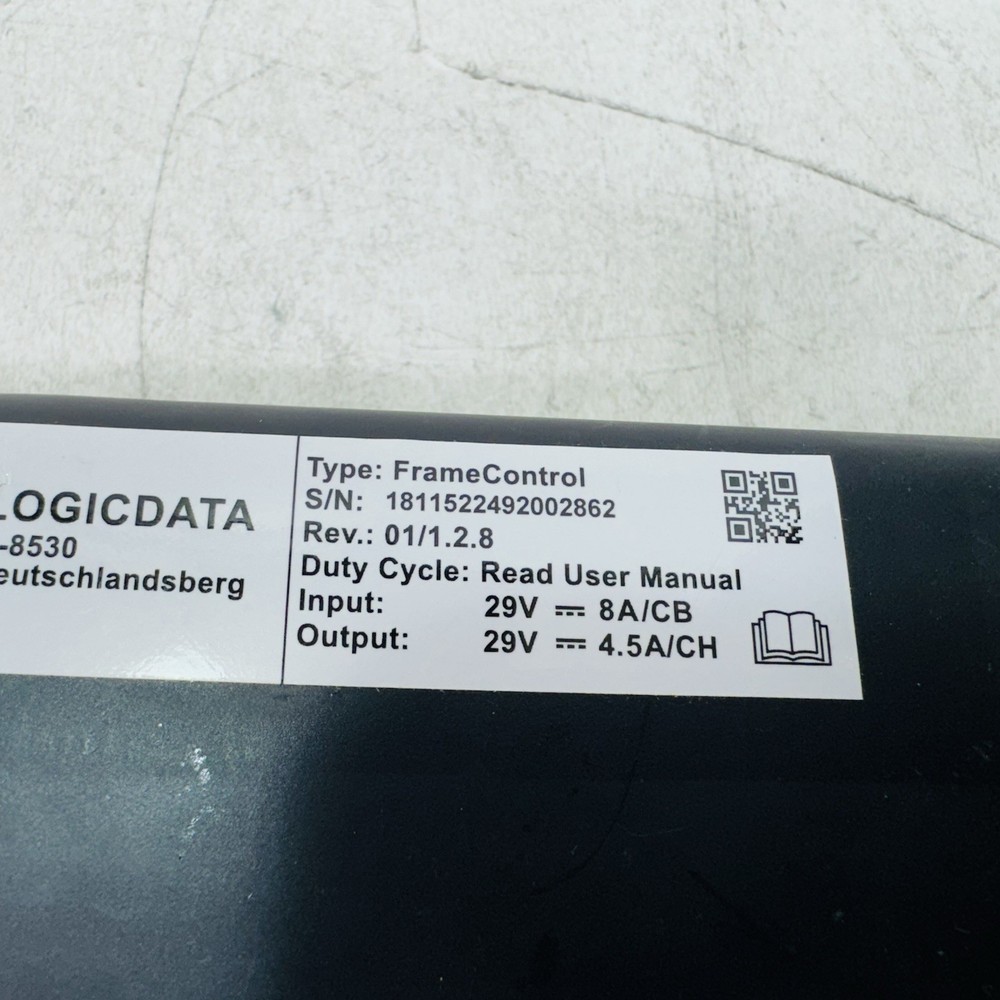 LOGICDATA
-8530
eutschlandsberg
Type: FrameControl
S/N: 1811522492002862
Rev.: 01/1.2.8
Duty Cycle: Read User Manual
Input: 29V ⎓ 8A/CB
Output: 29V ⎓ 4.5A/CH